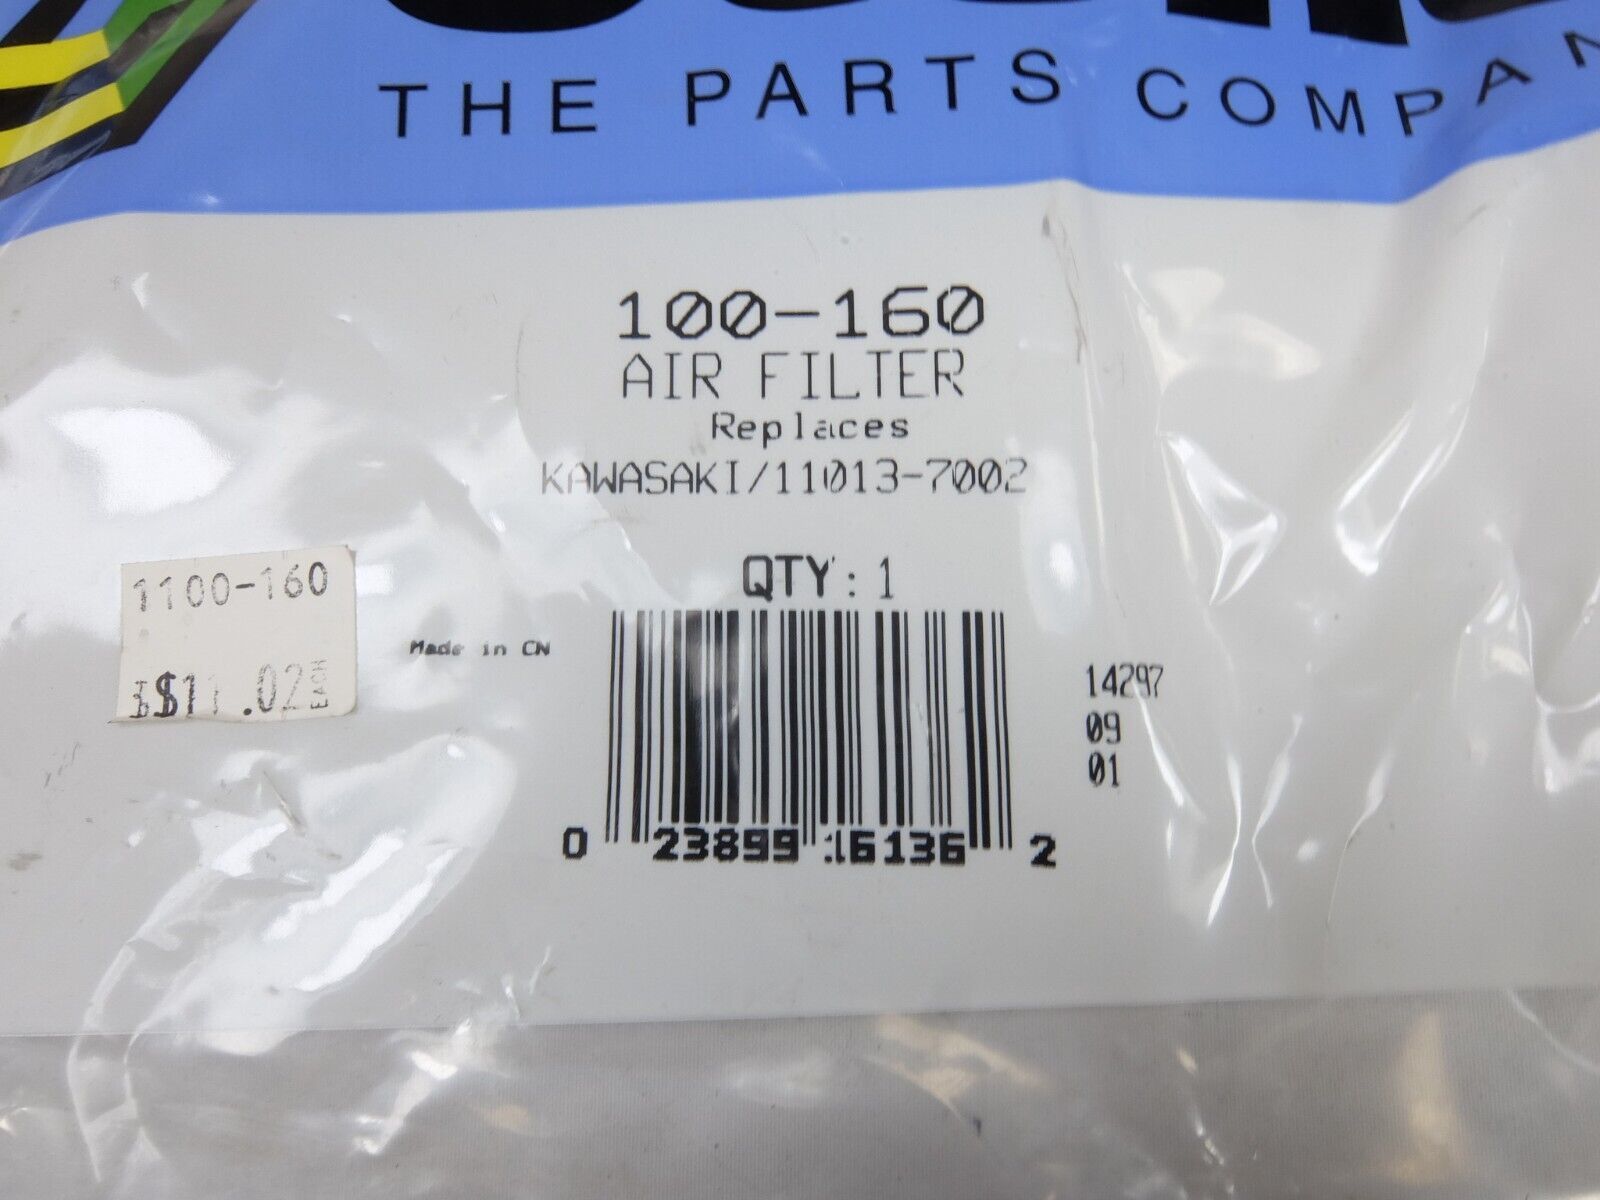 THE PARTS COMPAN
100-160
AIR FILTER
Replaces
KAWASAKI/11013-7002
QTY: 1
1100-160
.02 EACH
Made in CN
14297
09
01
0 23899 16136 2